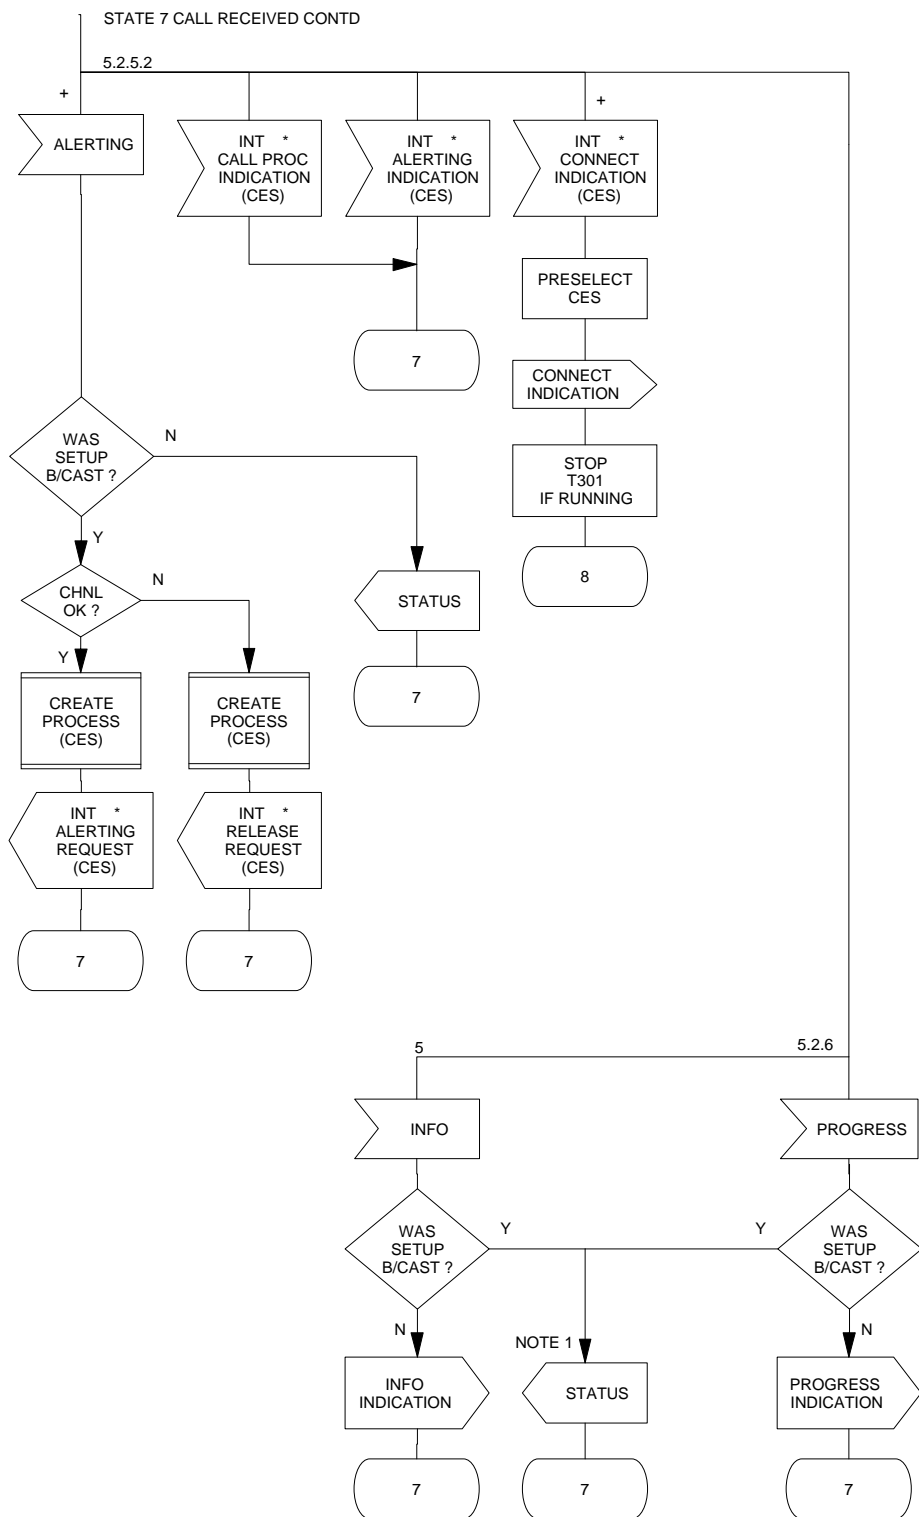 STATE 7 CALL RECEIVED CONTD
5.2.5.2
+
+
ALERTING
INT *
CALL PROC
INDICATION
(CES)
INT *
ALERTING
INDICATION
(CES)
INT *
CONNECT
INDICATION
(CES)
PRESELECT
CES
7
CONNECT
INDICATION
WAS
SETUP
B/CAST ?
N
STOP
T301
IF RUNNING
Y
8
CHNL
OK ?
N
STATUS
Y
7
CREATE
PROCESS
(CES)
CREATE
PROCESS
(CES)
INT *
ALERTING
REQUEST
(CES)
INT *
RELEASE
REQUEST
(CES)
7
7
5
5.2.6
INFO
PROGRESS
WAS
SETUP
B/CAST ?
Y
Y
WAS
SETUP
B/CAST ?
N
NOTE 1
N
INFO
INDICATION
STATUS
PROGRESS
INDICATION
7
7
7